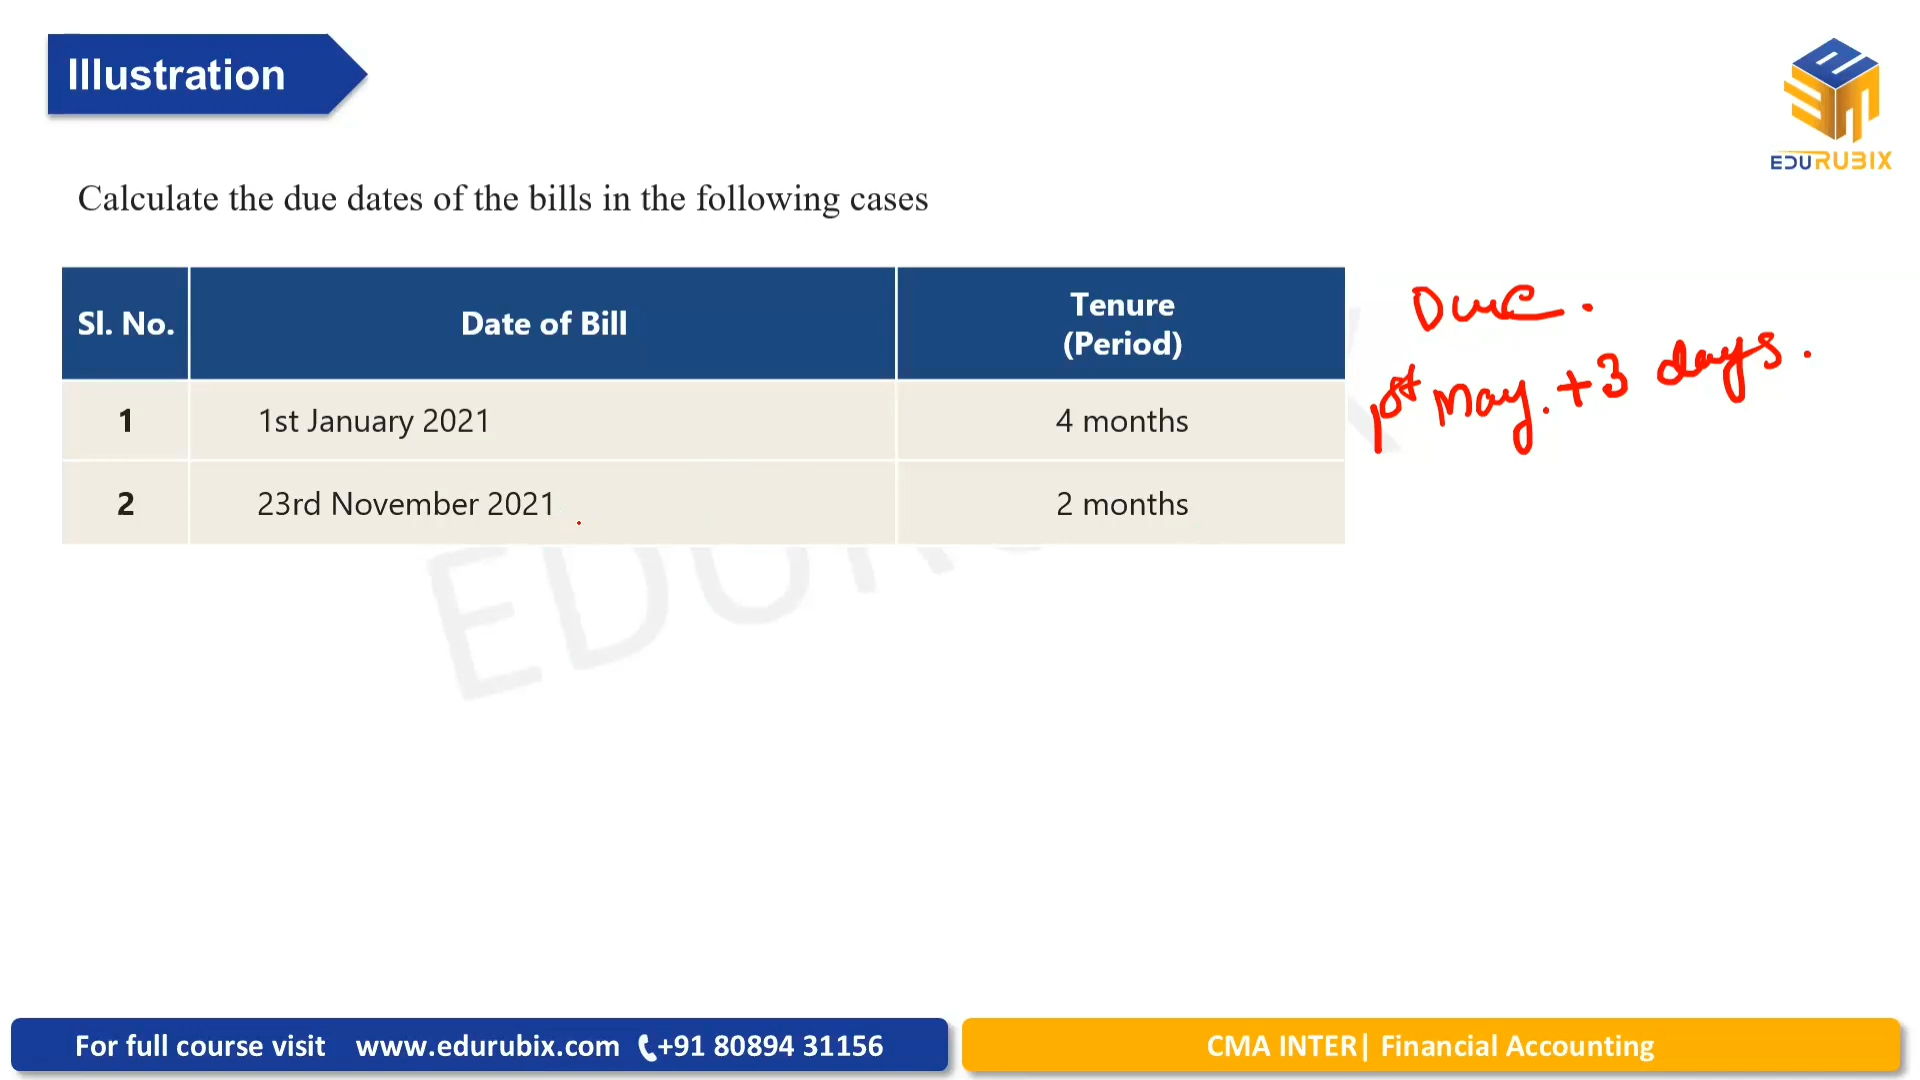 Illustration
EDURUBIX
Calculate the due dates of the bills in the following cases
Sl. No. Date of Bill Tenure (Period)
Due.
1 1st January 2021 4 months
1st May. +3 days.
2 23rd November 2021 2 months
For full course visit www.edurubix.com +91 80894 31156
CMA INTER| Financial Accounting